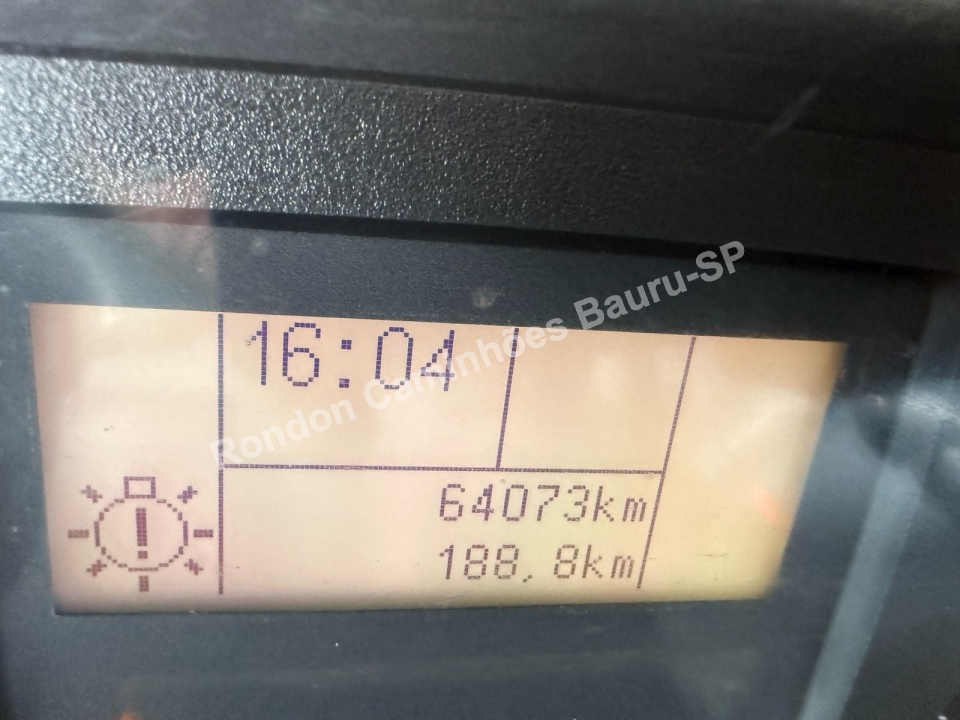 16:04
Rondon Caminhões Bauru-SP
64073km
188,8km